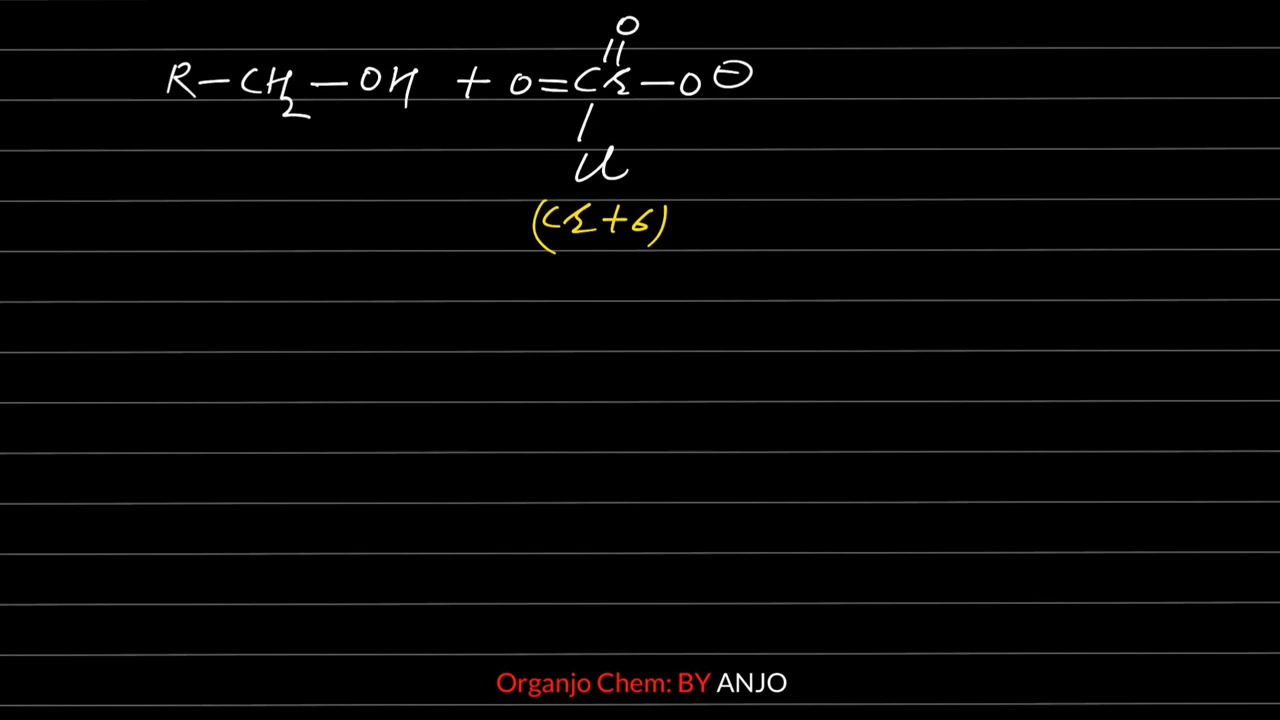 O
R-CH2-OH + O=Cr-O⊖
Cl
(Cr+6)
Organjo Chem: BY ANJO